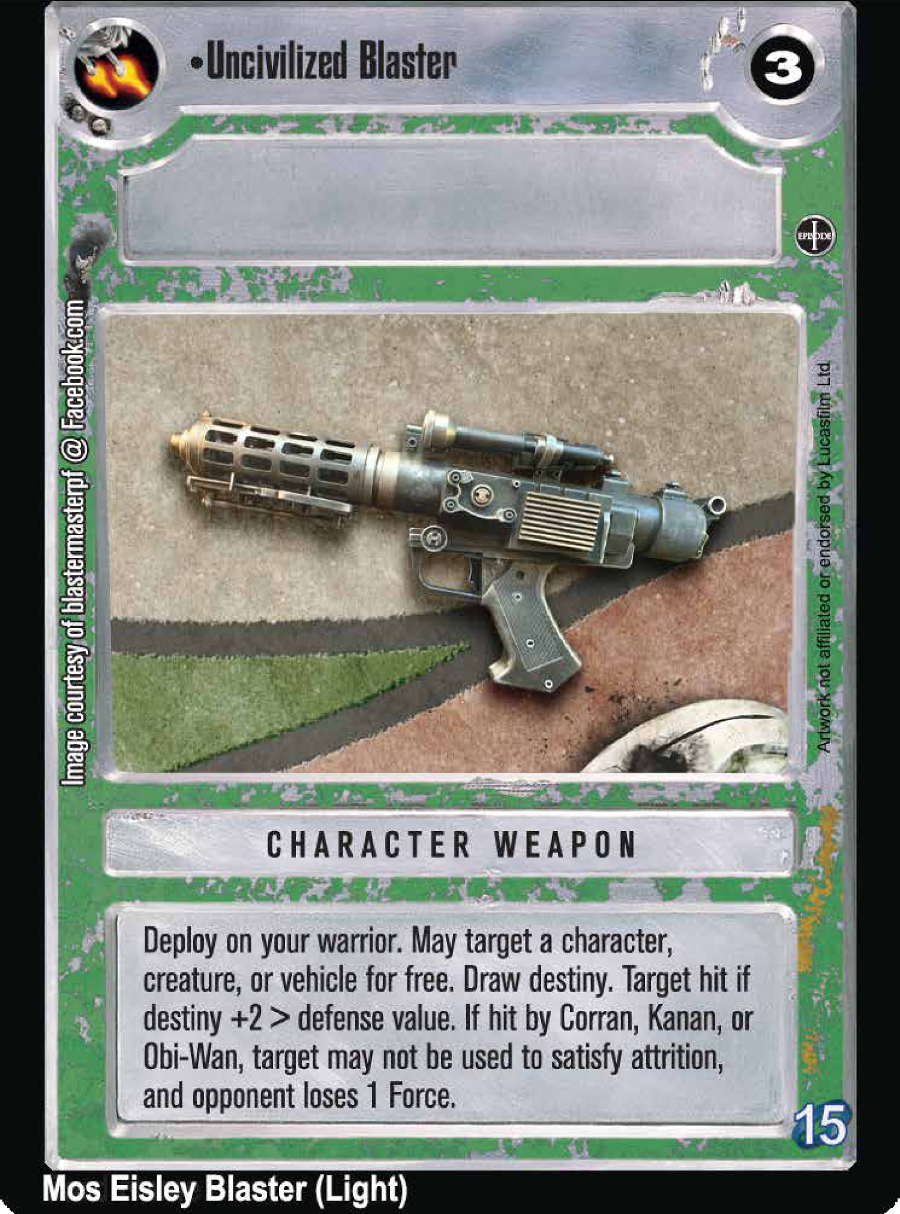 •Uncivilized Blaster
3
EPISODE I
Image courtesy of blastermasterpf @ Facebook.com
Artwork not affiliated or endorsed by Lucasfilm Ltd.
CHARACTER WEAPON
Deploy on your warrior. May target a character,
creature, or vehicle for free. Draw destiny. Target hit if
destiny +2 > defense value. If hit by Corran, Kanan, or
Obi-Wan, target may not be used to satisfy attrition,
and opponent loses 1 Force.
15
Mos Eisley Blaster (Light)